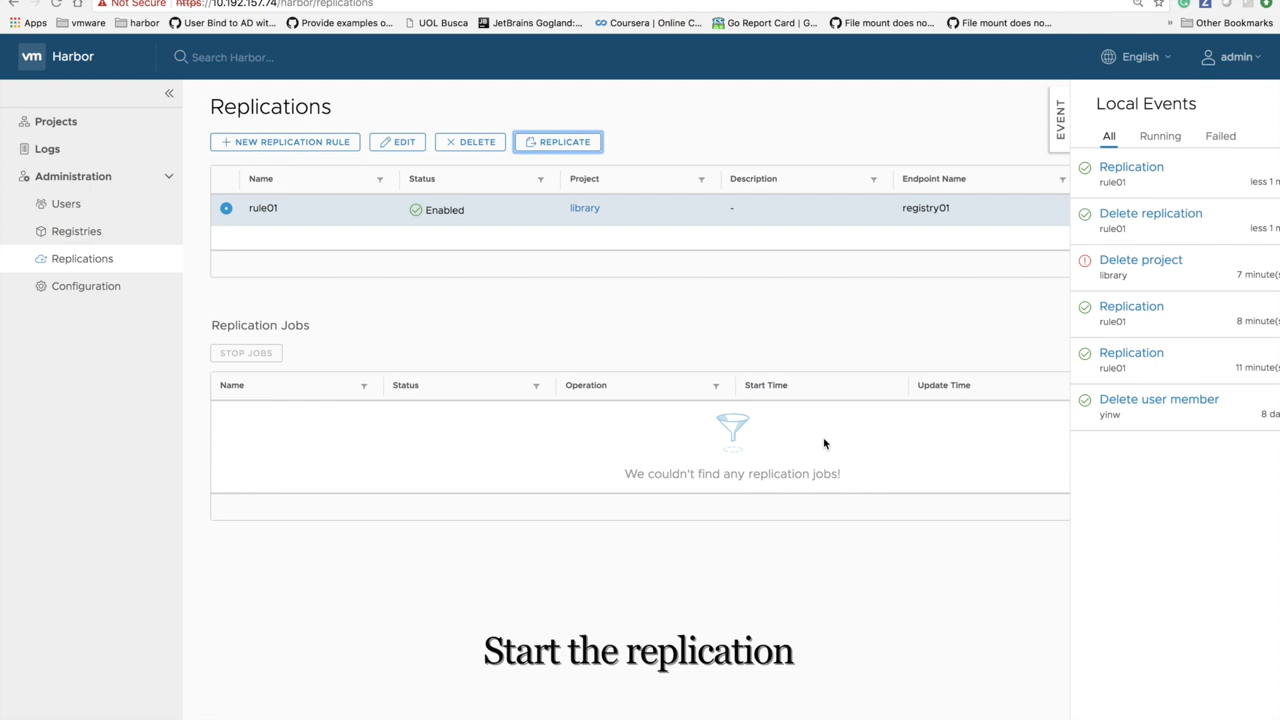 Not Secure https://10.192.157.74/harbor/replications
Apps vmware harbor User Bind to AD wit... Provide examples o... UOL Busca JetBrains Gogland:... Coursera | Online C... Go Report Card | G... File mount does no... File mount does no... » Other Bookmarks
vm Harbor Search Harbor... English admin
Projects
Logs
Administration
Users
Registries
Replications
Configuration
Replications
+ NEW REPLICATION RULE EDIT × DELETE REPLICATE
Name Status Project Description Endpoint Name
rule01 Enabled library - registry01
Replication Jobs
STOP JOBS
Name Status Operation Start Time Update Time
We couldn't find any replication jobs!
EVENT
Local Events
All Running Failed
Replication
rule01 less 1 m
Delete replication
rule01 less 1 m
Delete project
library 7 minute(s
Replication
rule01 8 minute(s
Replication
rule01 11 minute(s
Delete user member
yinw 8 da
Start the replication